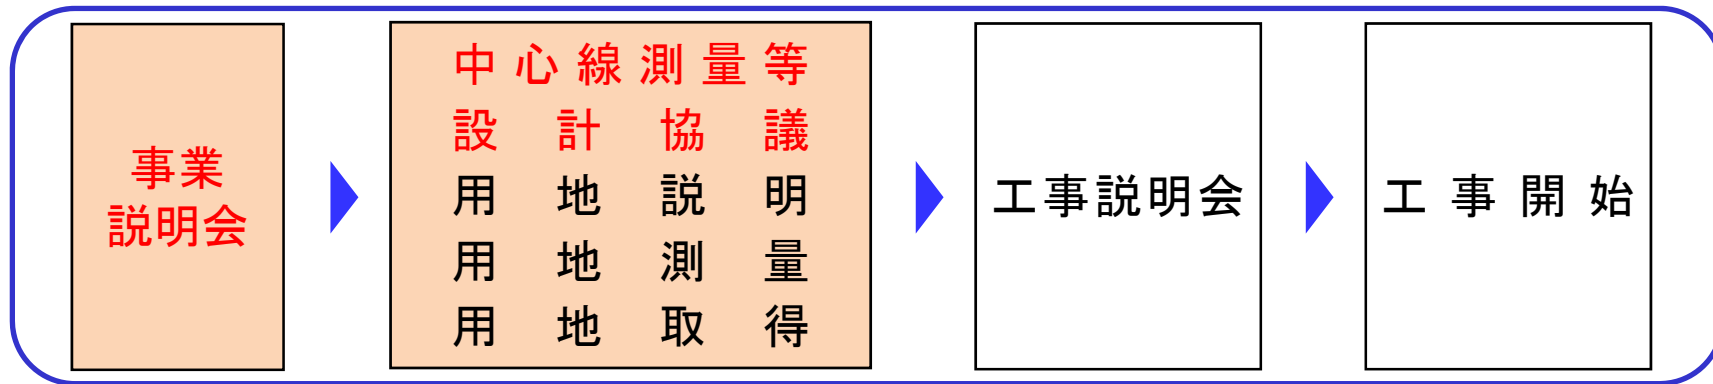 事業
説明会
中心線測量等
設計協議
用地説明
用地測量
用地取得
工事説明会
工事開始